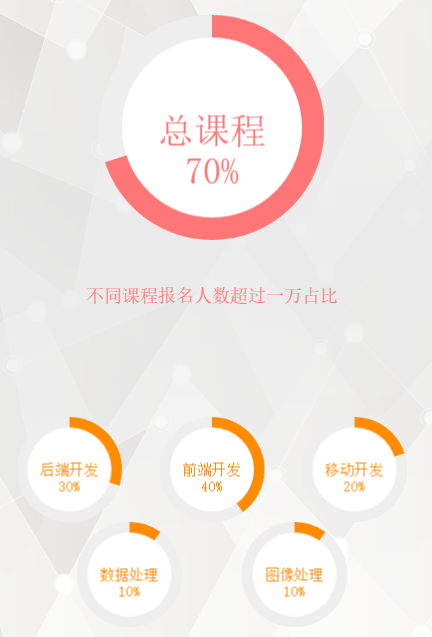 总课程
70%
不同课程报名人数超过一万占比
后端开发
30%
前端开发
40%
移动开发
20%
数据处理
10%
图像处理
10%